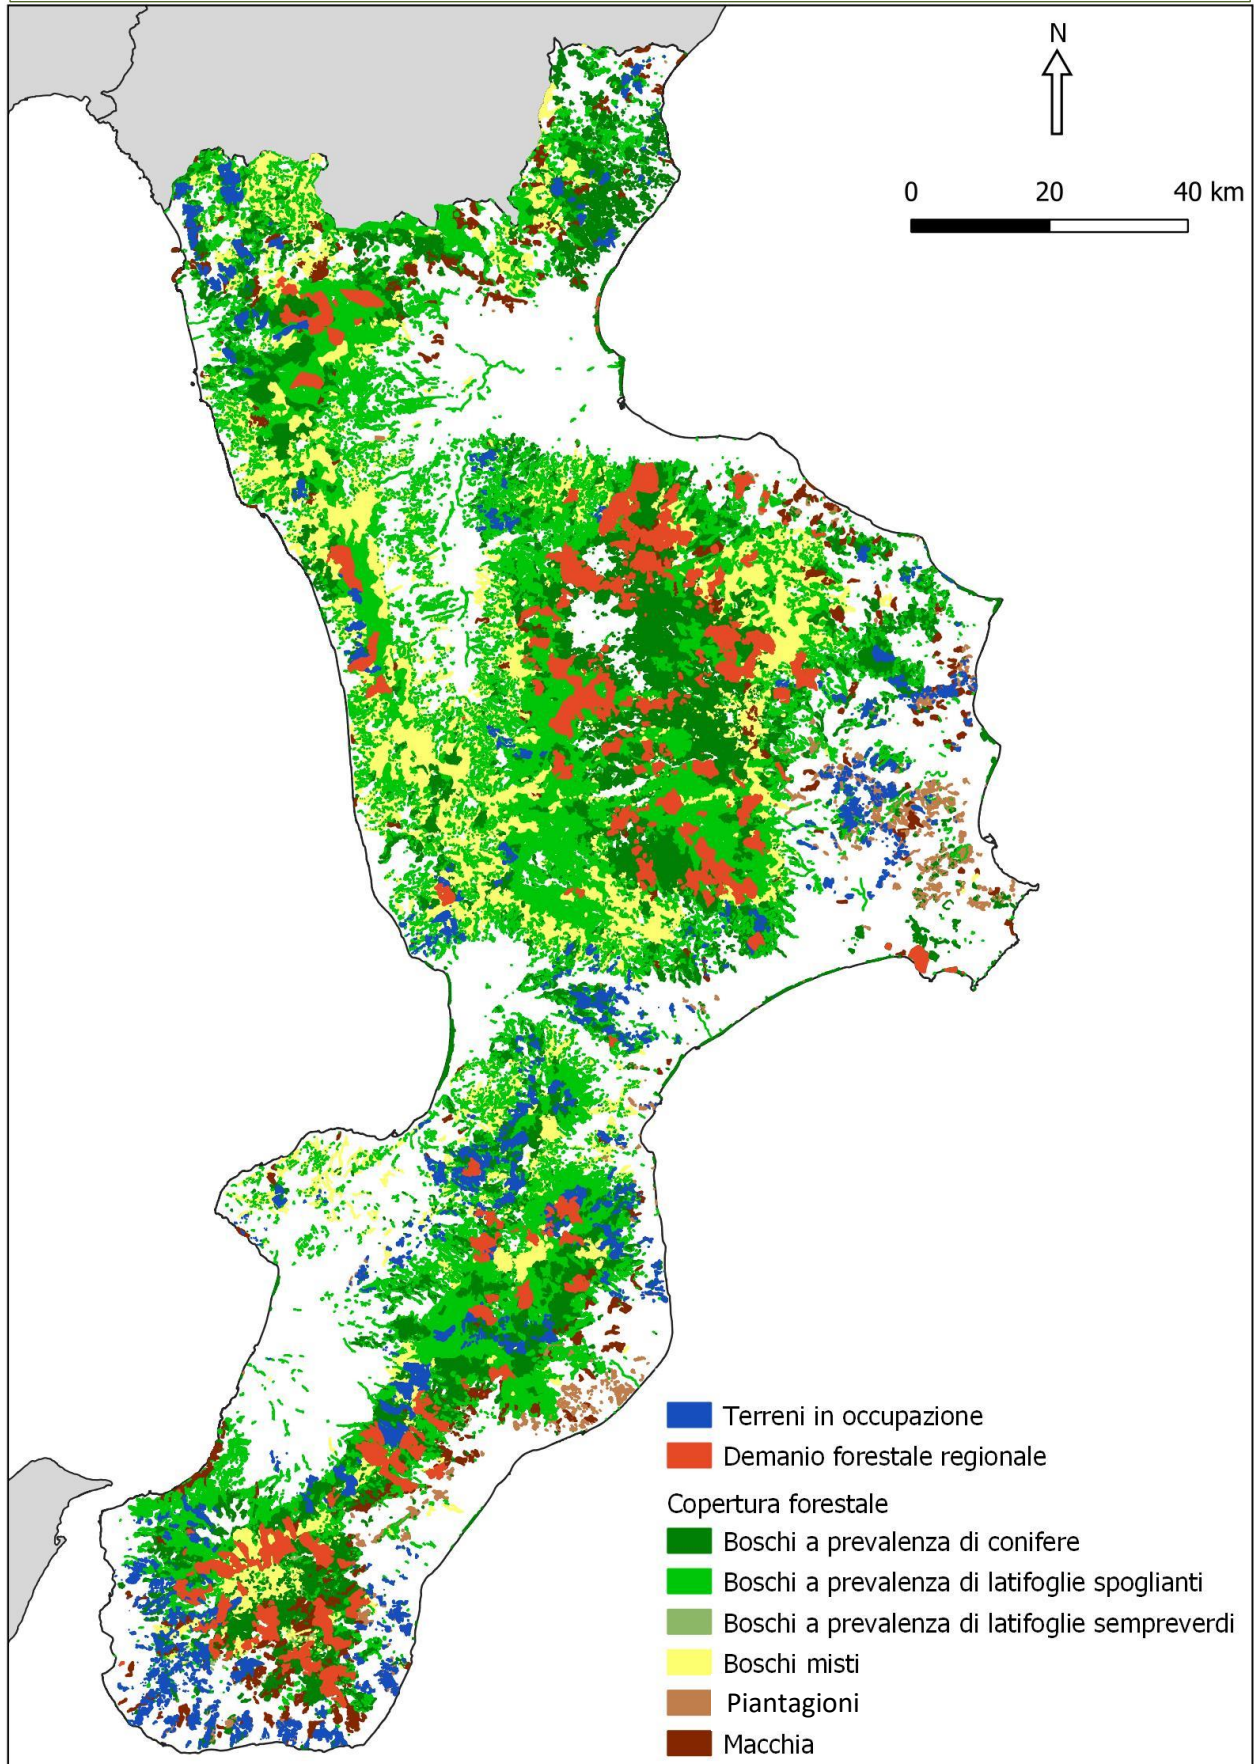 N
0 20 40 km
Terreni in occupazione
Demanio forestale regionale
Copertura forestale
Boschi a prevalenza di conifere
Boschi a prevalenza di latifoglie spoglianti
Boschi a prevalenza di latifoglie sempreverdi
Boschi misti
Piantagioni
Macchia